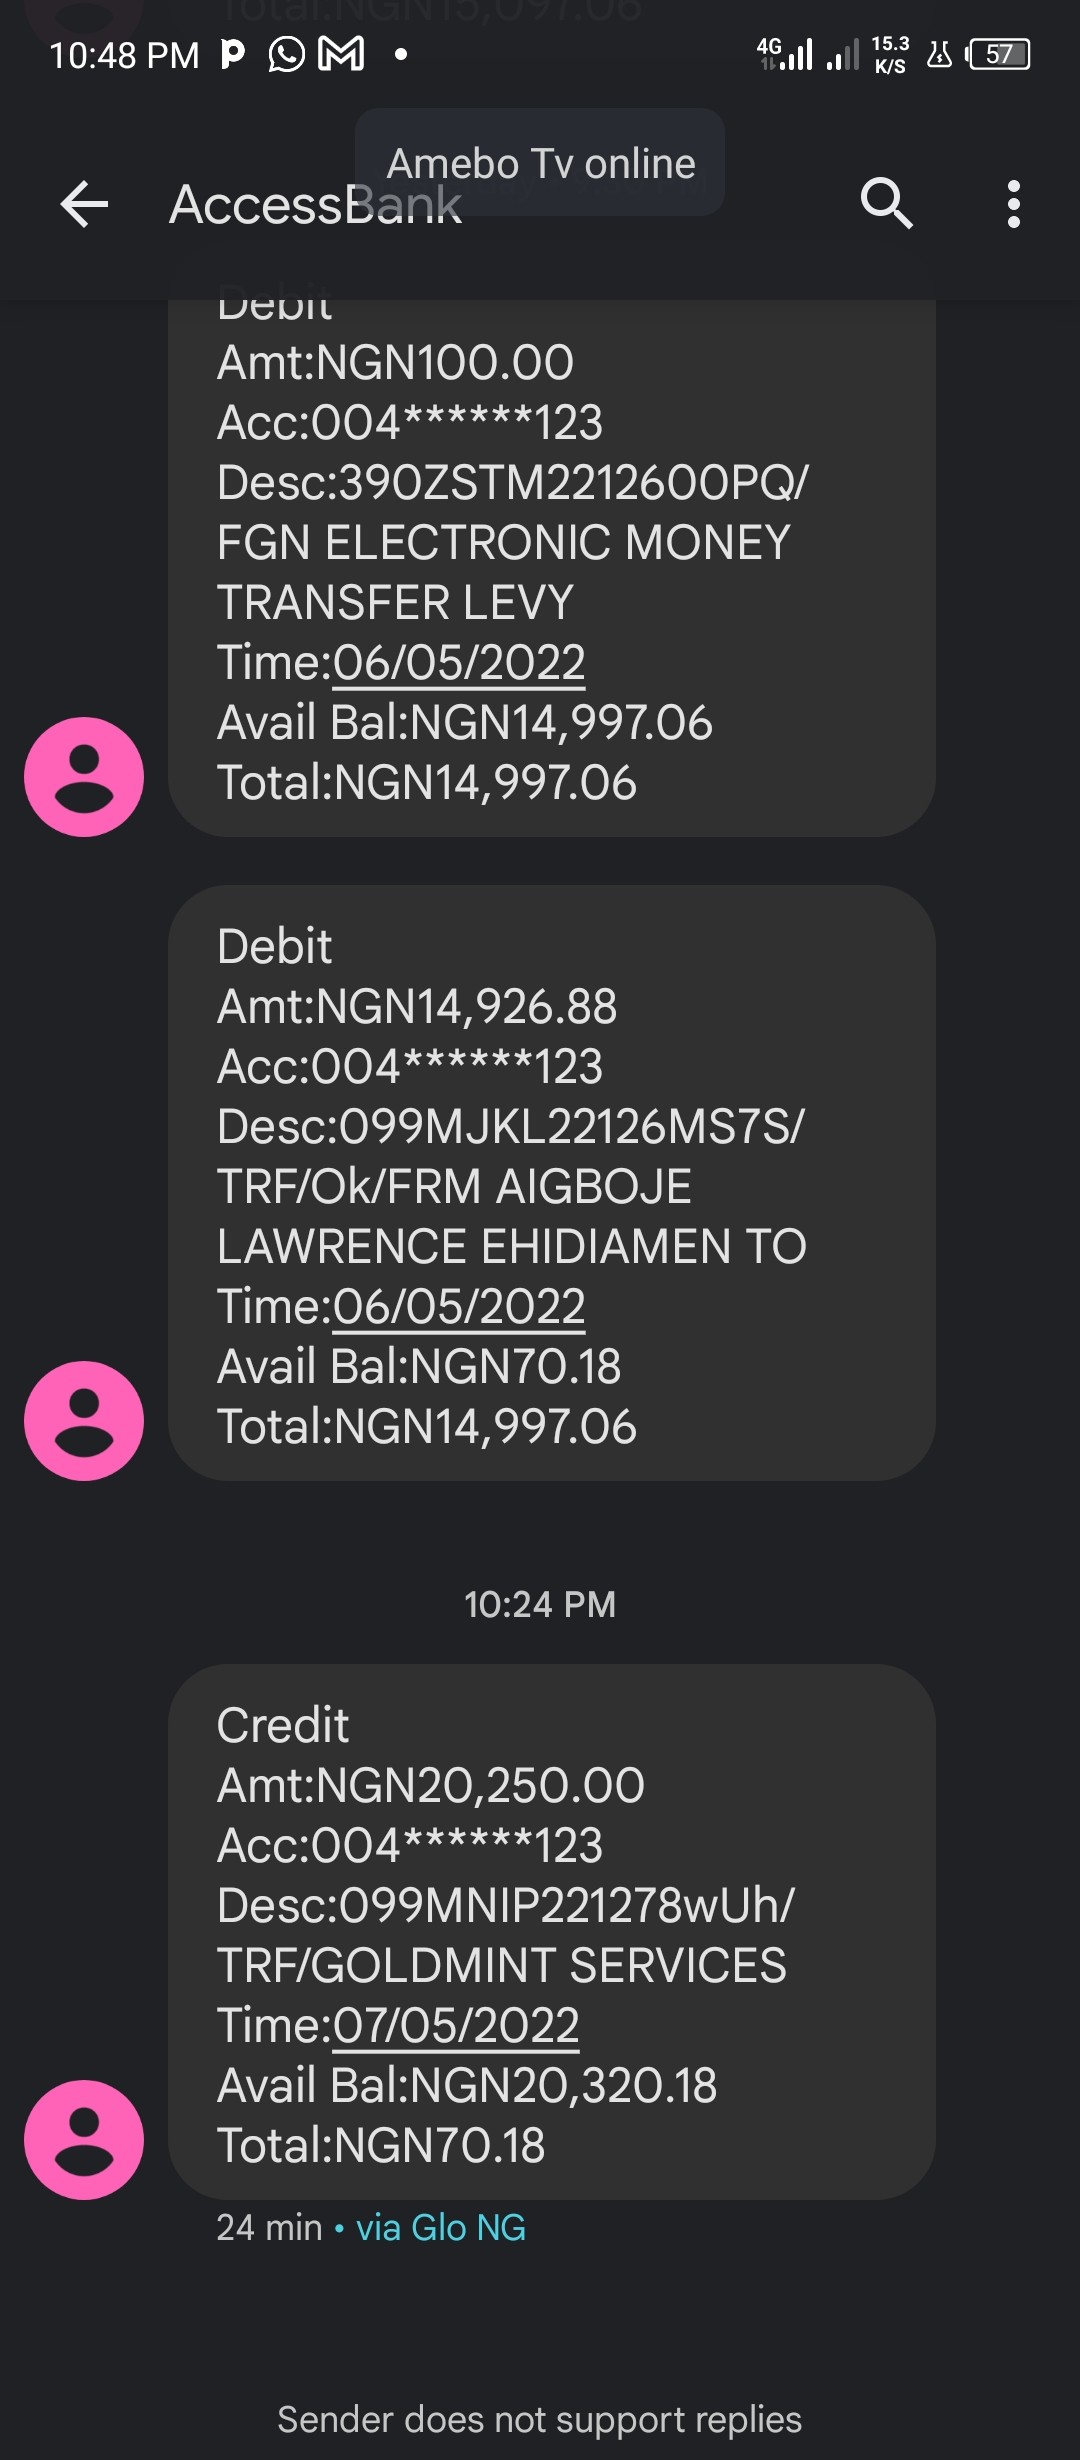 Total:NGN15,097.06
10:48 PM
4G
15.3
K/S
57
Amebo Tv online
AccessBank
Debit
Amt:NGN100.00
Acc:004******123
Desc:390ZSTM2212600PQ/
FGN ELECTRONIC MONEY
TRANSFER LEVY
Time:06/05/2022
Avail Bal:NGN14,997.06
Total:NGN14,997.06
Debit
Amt:NGN14,926.88
Acc:004******123
Desc:099MJKL22126MS7S/
TRF/Ok/FRM AIGBOJE
LAWRENCE EHIDIAMEN TO
Time:06/05/2022
Avail Bal:NGN70.18
Total:NGN14,997.06
10:24 PM
Credit
Amt:NGN20,250.00
Acc:004******123
Desc:099MNIP221278wUh/
TRF/GOLDMINT SERVICES
Time:07/05/2022
Avail Bal:NGN20,320.18
Total:NGN70.18
24 min • via Glo NG
Sender does not support replies